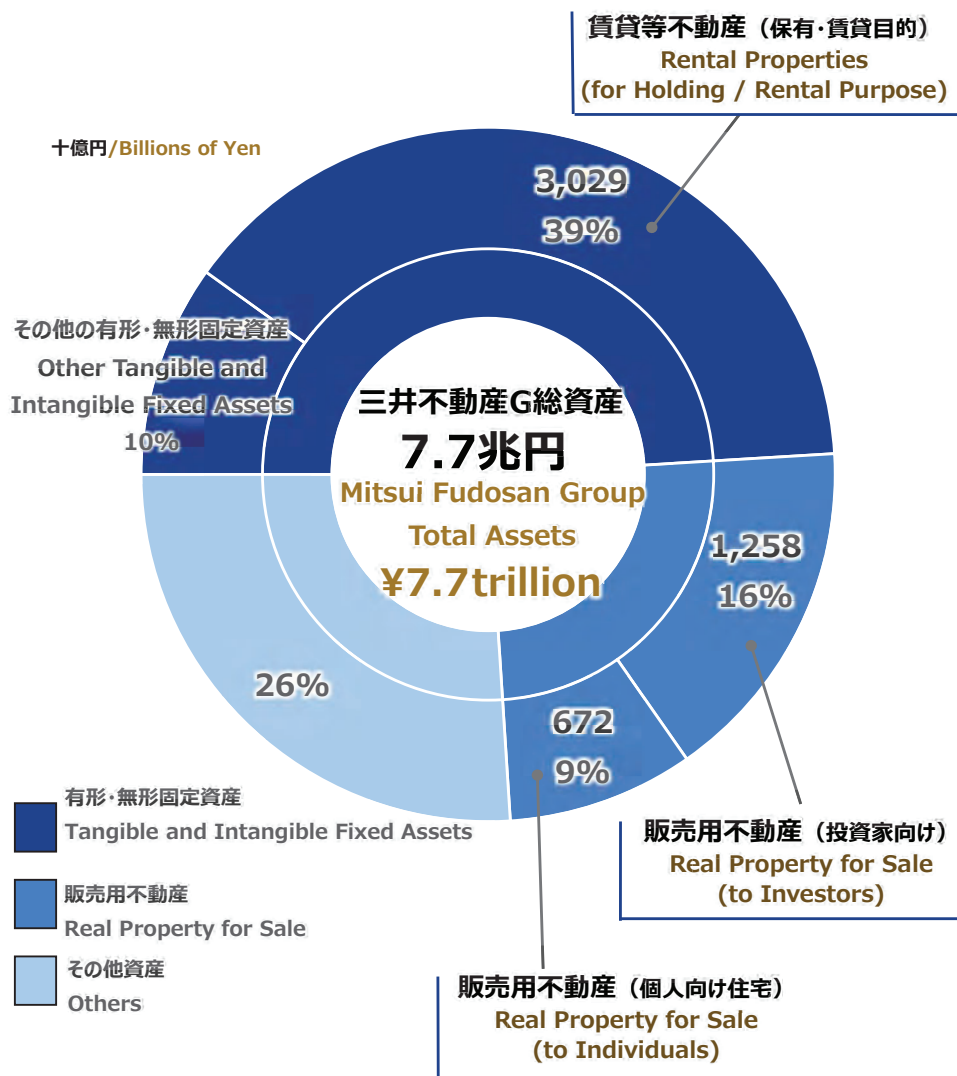 賃貸等不動産（保有･賃貸目的）
Rental Properties
(for Holding / Rental Purpose)
十億円/Billions of Yen
3,029
39%
その他の有形･無形固定資産
Other Tangible and
Intangible Fixed Assets
10%
三井不動産G総資産
7.7兆円
Mitsui Fudosan Group
Total Assets
¥7.7trillion
1,258
16%
26%
672
9%
有形･無形固定資産
Tangible and Intangible Fixed Assets
販売用不動産
Real Property for Sale
その他資産
Others
販売用不動産（投資家向け）
Real Property for Sale
(to Investors)
販売用不動産（個人向け住宅）
Real Property for Sale
(to Individuals)